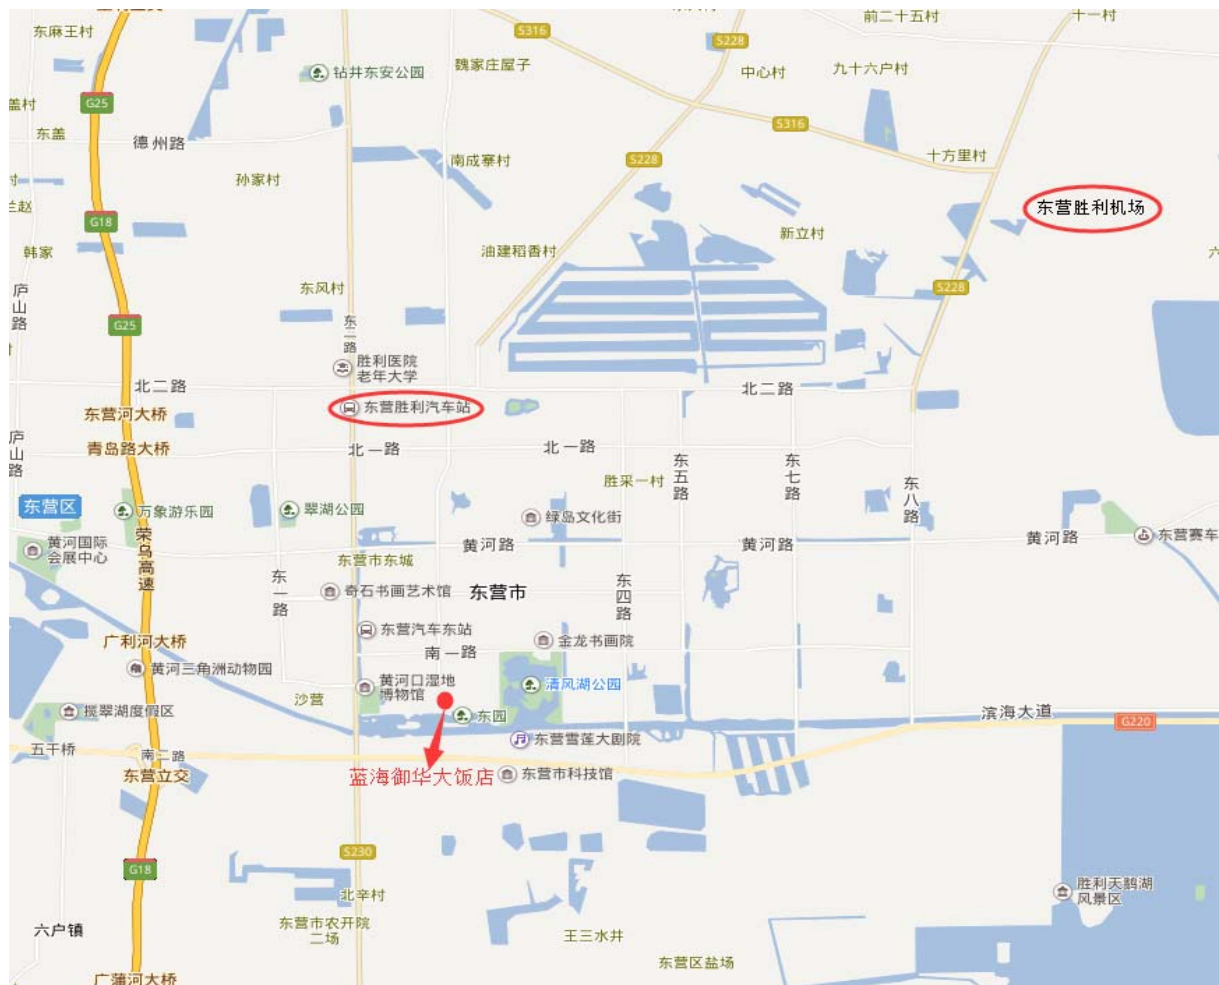 东麻王村
S316
前二十五村
十一村
S228
钻井东安公园
魏家庄屋子
中心村
九十六户村
G25
盖村
东盖
德州路
S316
南成寨村
S228
十方里村
孙家村
兰赵
东营胜利机场
G18
韩家
油建稻香村
新立村
庐山路
东风村
S228
G25
东二路
胜利医院
老年大学
北二路
北二路
东营河大桥
东营胜利汽车站
青岛路大桥
北一路
北一路
庐山路
东五路
东七路
东八路
胜采一村
东营区
万象游乐园
翠湖公园
绿岛文化街
荣乌高速
黄河国际
会展中心
黄河路
黄河路
黄河路
东营赛车
东营市东城
东一路
奇石书画艺术馆
东营市
东四路
东营汽车东站
金龙书画院
广利河大桥
南一路
黄河三角洲动物园
黄河口湿地
博物馆
清风湖公园
沙营
揽翠湖度假区
东园
滨海大道
G220
五干桥
南二路
东营雪莲大剧院
东营立交
蓝海御华大饭店
东营市科技馆
S230
G18
北辛村
胜利天鹅湖
风景区
六户镇
东营市农开院
二场
王三水井
东营区盐场
广蒲河大桥